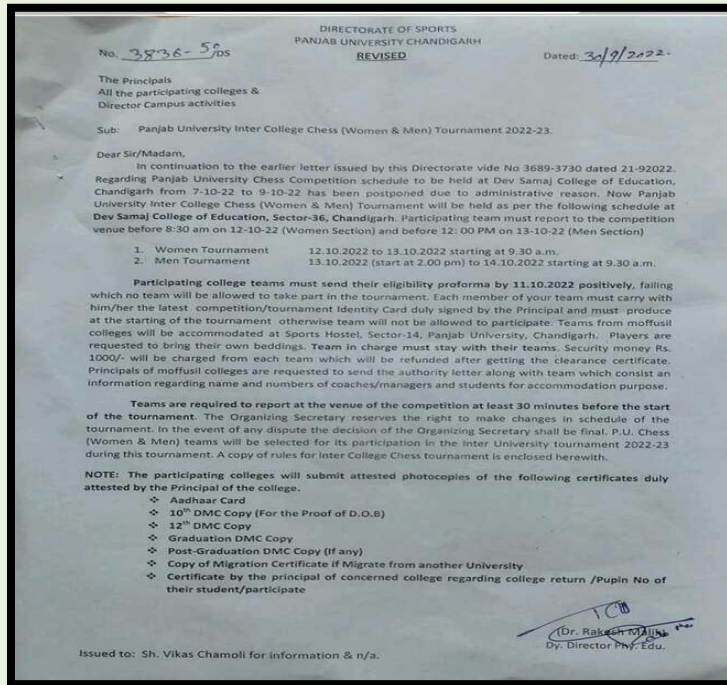 DIRECTORATE OF SPORTS
PANJAB UNIVERSITY CHANDIGARH
No. 3836-50/DS REVISED Dated: 30/9/2022.
The Principals
All the participating colleges &
Director Campus activities
Sub: Panjab University Inter College Chess (Women & Men) Tournament 2022-23.
Dear Sir/Madam,
In continuation to the earlier letter issued by this Directorate vide No 3689-3730 dated 21-92022.
Regarding Panjab University Chess Competition schedule to be held at Dev Samaj College of Education,
Chandigarh from 7-10-22 to 9-10-22 has been postponed due to administrative reason. Now Panjab
University Inter College Chess (Women & Men) Tournament will be held as per the following schedule at
Dev Samaj College of Education, Sector-36, Chandigarh. Participating team must report to the competition
venue before 8:30 am on 12-10-22 (Women Section) and before 12: 00 PM on 13-10-22 (Men Section)
1. Women Tournament 12.10.2022 to 13.10.2022 starting at 9.30 a.m.
2. Men Tournament 13.10.2022 (start at 2.00 pm) to 14.10.2022 starting at 9.30 a.m.
Participating college teams must send their eligibility proforma by 11.10.2022 positively, failing
which no team will be allowed to take part in the tournament. Each member of your team must carry with
him/her the latest competition/tournament Identity Card duly signed by the Principal and must produce
at the starting of the tournament otherwise team will not be allowed to participate. Teams from moffusil
colleges will be accommodated at Sports Hostel, Sector-14, Panjab University, Chandigarh. Players are
requested to bring their own beddings. Team in charge must stay with their teams. Security money Rs.
1000/- will be charged from each team which will be refunded after getting the clearance certificate.
Principals of moffusil colleges are requested to send the authority letter along with team which consist an
information regarding name and numbers of coaches/managers and students for accommodation purpose.
Teams are required to report at the venue of the competition at least 30 minutes before the start
of the tournament. The Organizing Secretary reserves the right to make changes in schedule of the
tournament. In the event of any dispute the decision of the Organizing Secretary shall be final. P.U. Chess
(Women & Men) teams will be selected for its participation in the Inter University tournament 2022-23
during this tournament. A copy of rules for Inter College Chess tournament is enclosed herewith.
NOTE: The participating colleges will submit attested photocopies of the following certificates duly
attested by the Principal of the college.
❖ Aadhaar Card
❖ 10th DMC Copy (For the Proof of D.O.B)
❖ 12th DMC Copy
❖ Graduation DMC Copy
❖ Post-Graduation DMC Copy (If any)
❖ Copy of Migration Certificate if Migrate from another University
❖ Certificate by the principal of concerned college regarding college return /Pupin No of
their student/participate
(Dr. Rakesh Malik)
Dy. Director Phy. Edu.
Issued to: Sh. Vikas Chamoli for information & n/a.